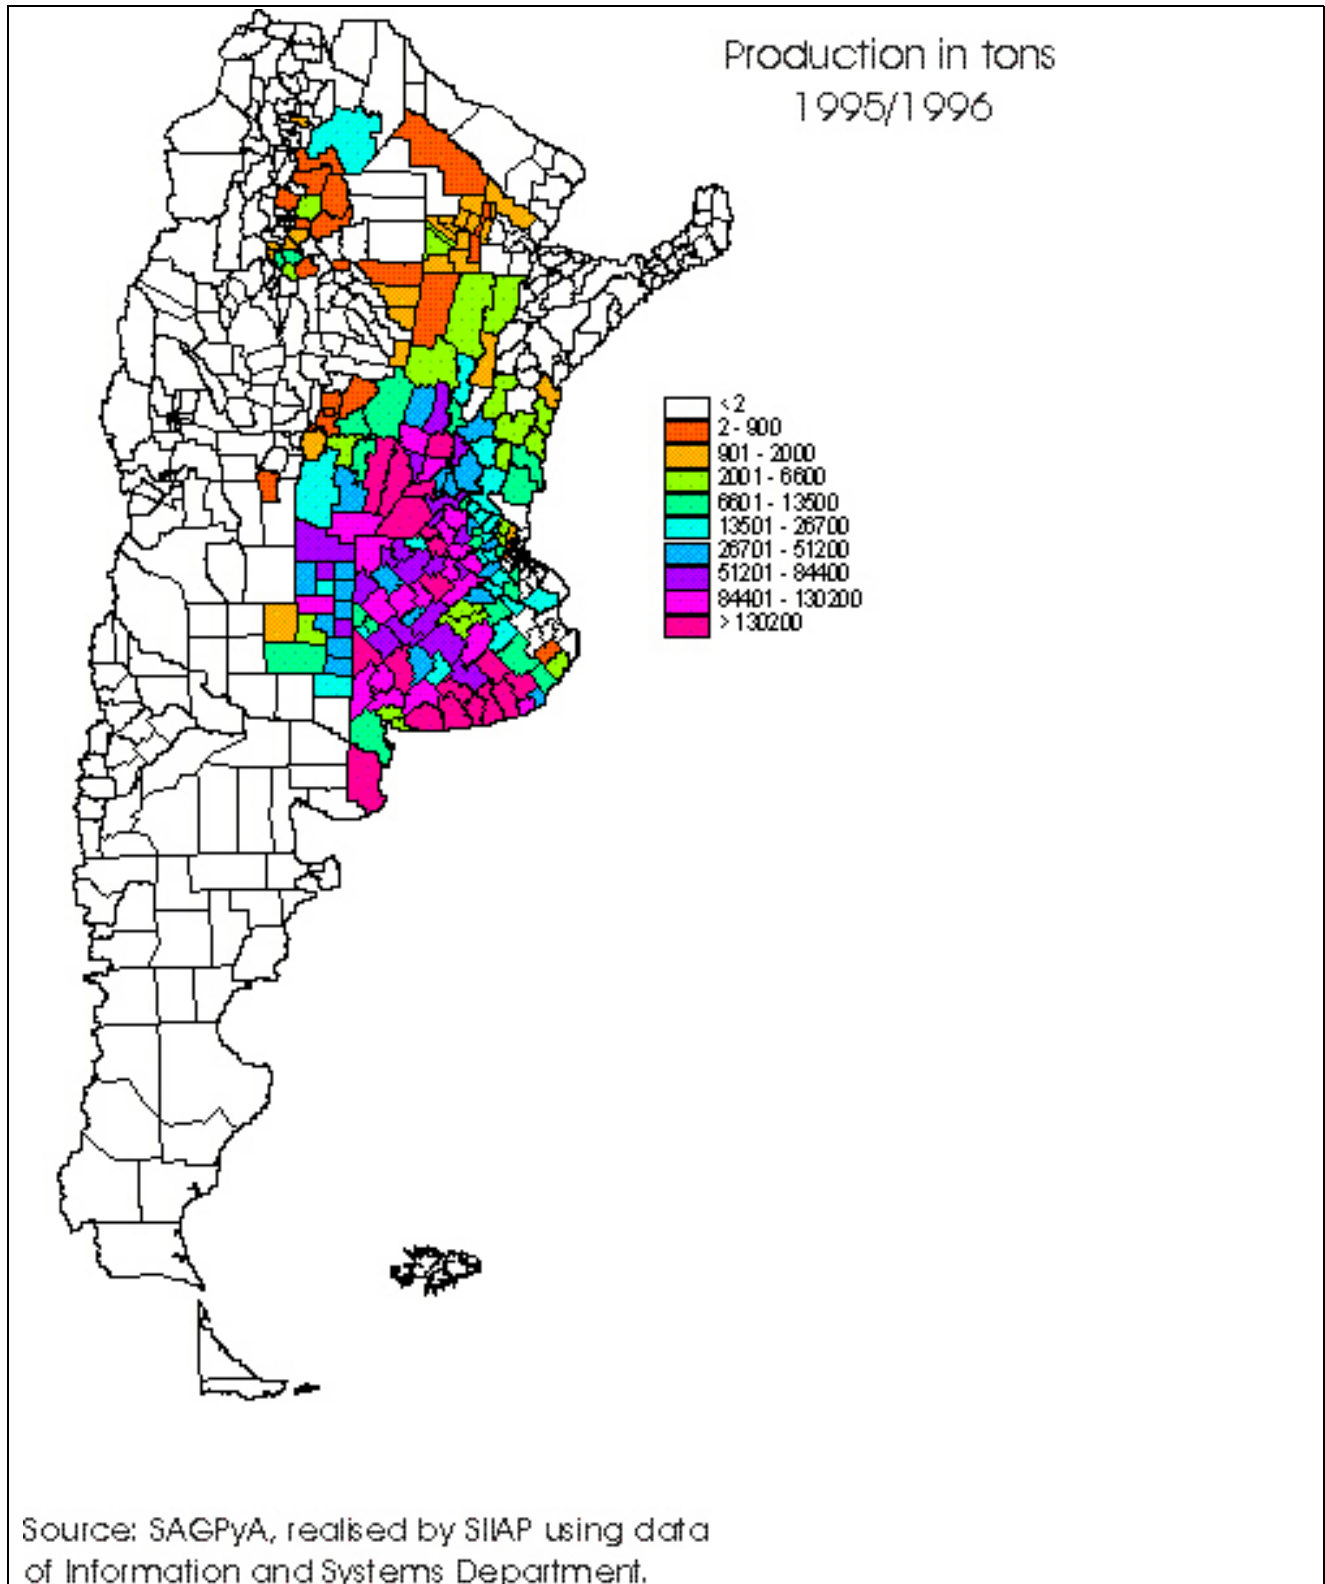 Production in tons
1995/1996
< 2
2 - 900
901 - 2000
2001 - 6600
6601 - 13500
13501 - 26700
26701 - 51200
51201 - 84400
84401 - 130200
> 130200
Source: SAGPyA, realised by SIIAP using data
of Information and Systems Department.